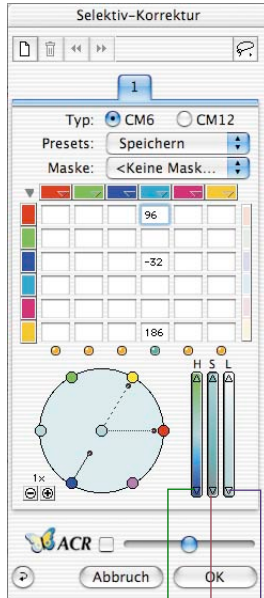 Selektiv-Korrektur
1
Typ: CM6 CM12
Presets: Speichern
Maske: <Keine Mask...
96
-32
186
H S L
1x
ACR
Abbruch OK